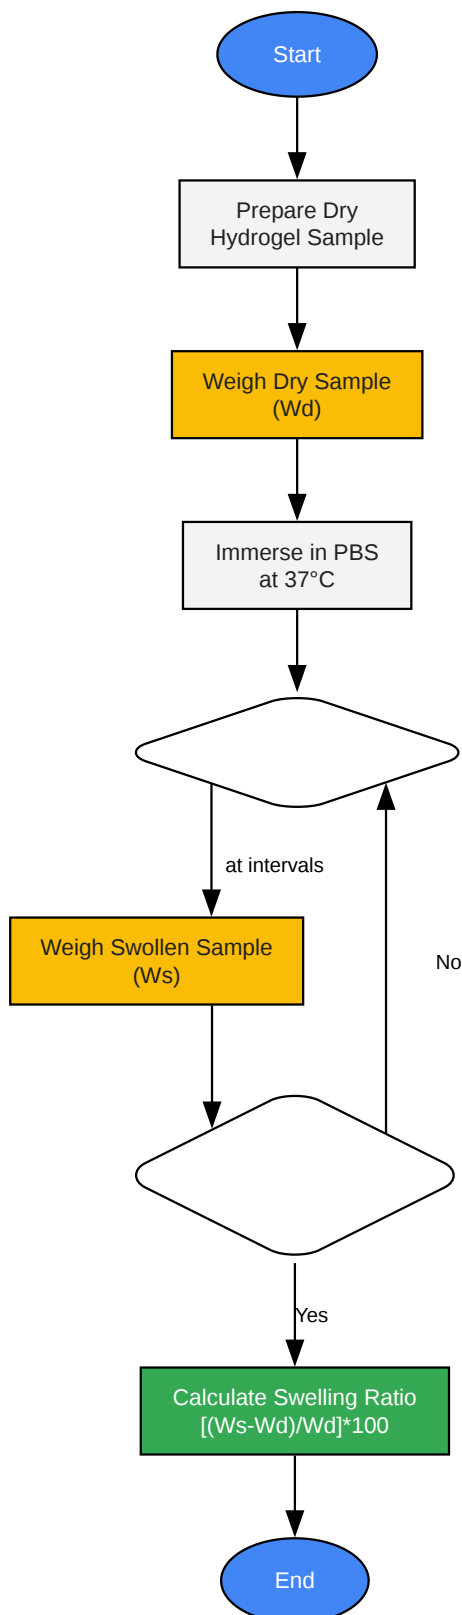 Start
Prepare Dry
Hydrogel Sample
Weigh Dry Sample
(Wd)
Immerse in PBS
at 37°C
at intervals
Weigh Swollen Sample
(Ws)
No
Yes
Calculate Swelling Ratio
[(Ws-Wd)/Wd]*100
End